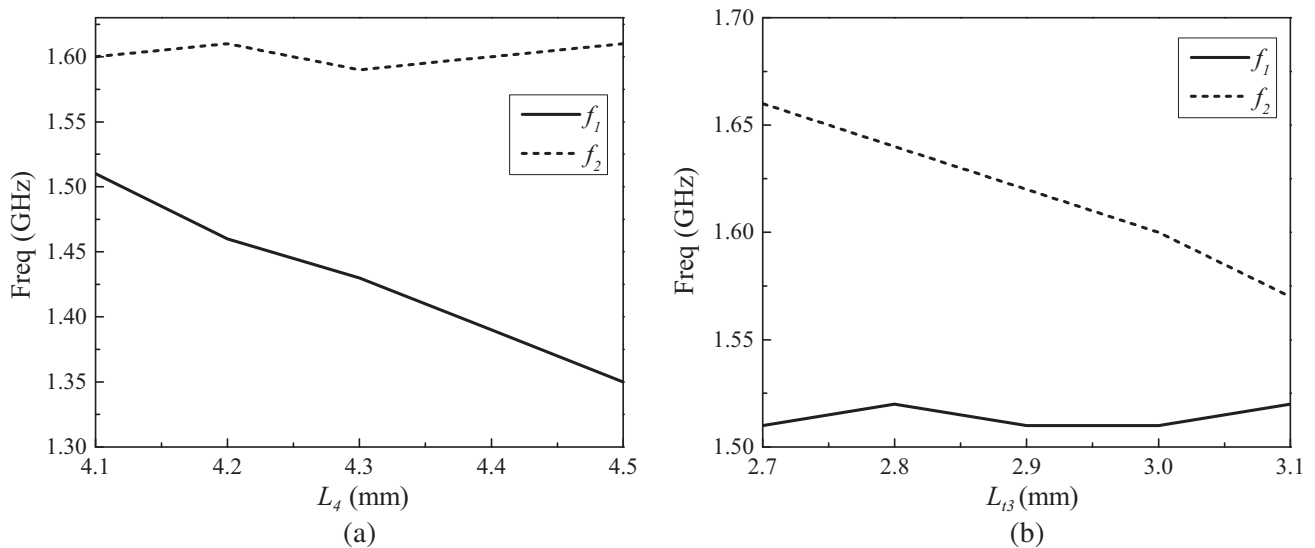 1.60
1.55
1.50
1.45
1.40
1.35
1.30
Freq (GHz)
f1
f2
4.1 4.2 4.3 4.4 4.5
L4 (mm)
(a)
1.70
1.65
1.60
1.55
1.50
Freq (GHz)
f1
f2
2.7 2.8 2.9 3.0 3.1
Lt3 (mm)
(b)